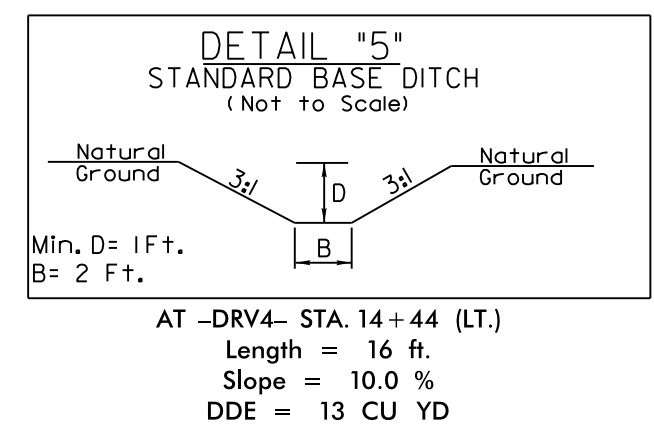 DETAIL "5"
STANDARD BASE DITCH
(Not to Scale)
Natural Natural
Ground Ground
3:1 D 3:1
Min. D= 1Ft. B
B= 2 Ft.
AT –DRV4– STA. 14+44 (LT.)
Length = 16 ft.
Slope = 10.0 %
DDE = 13 CU YD